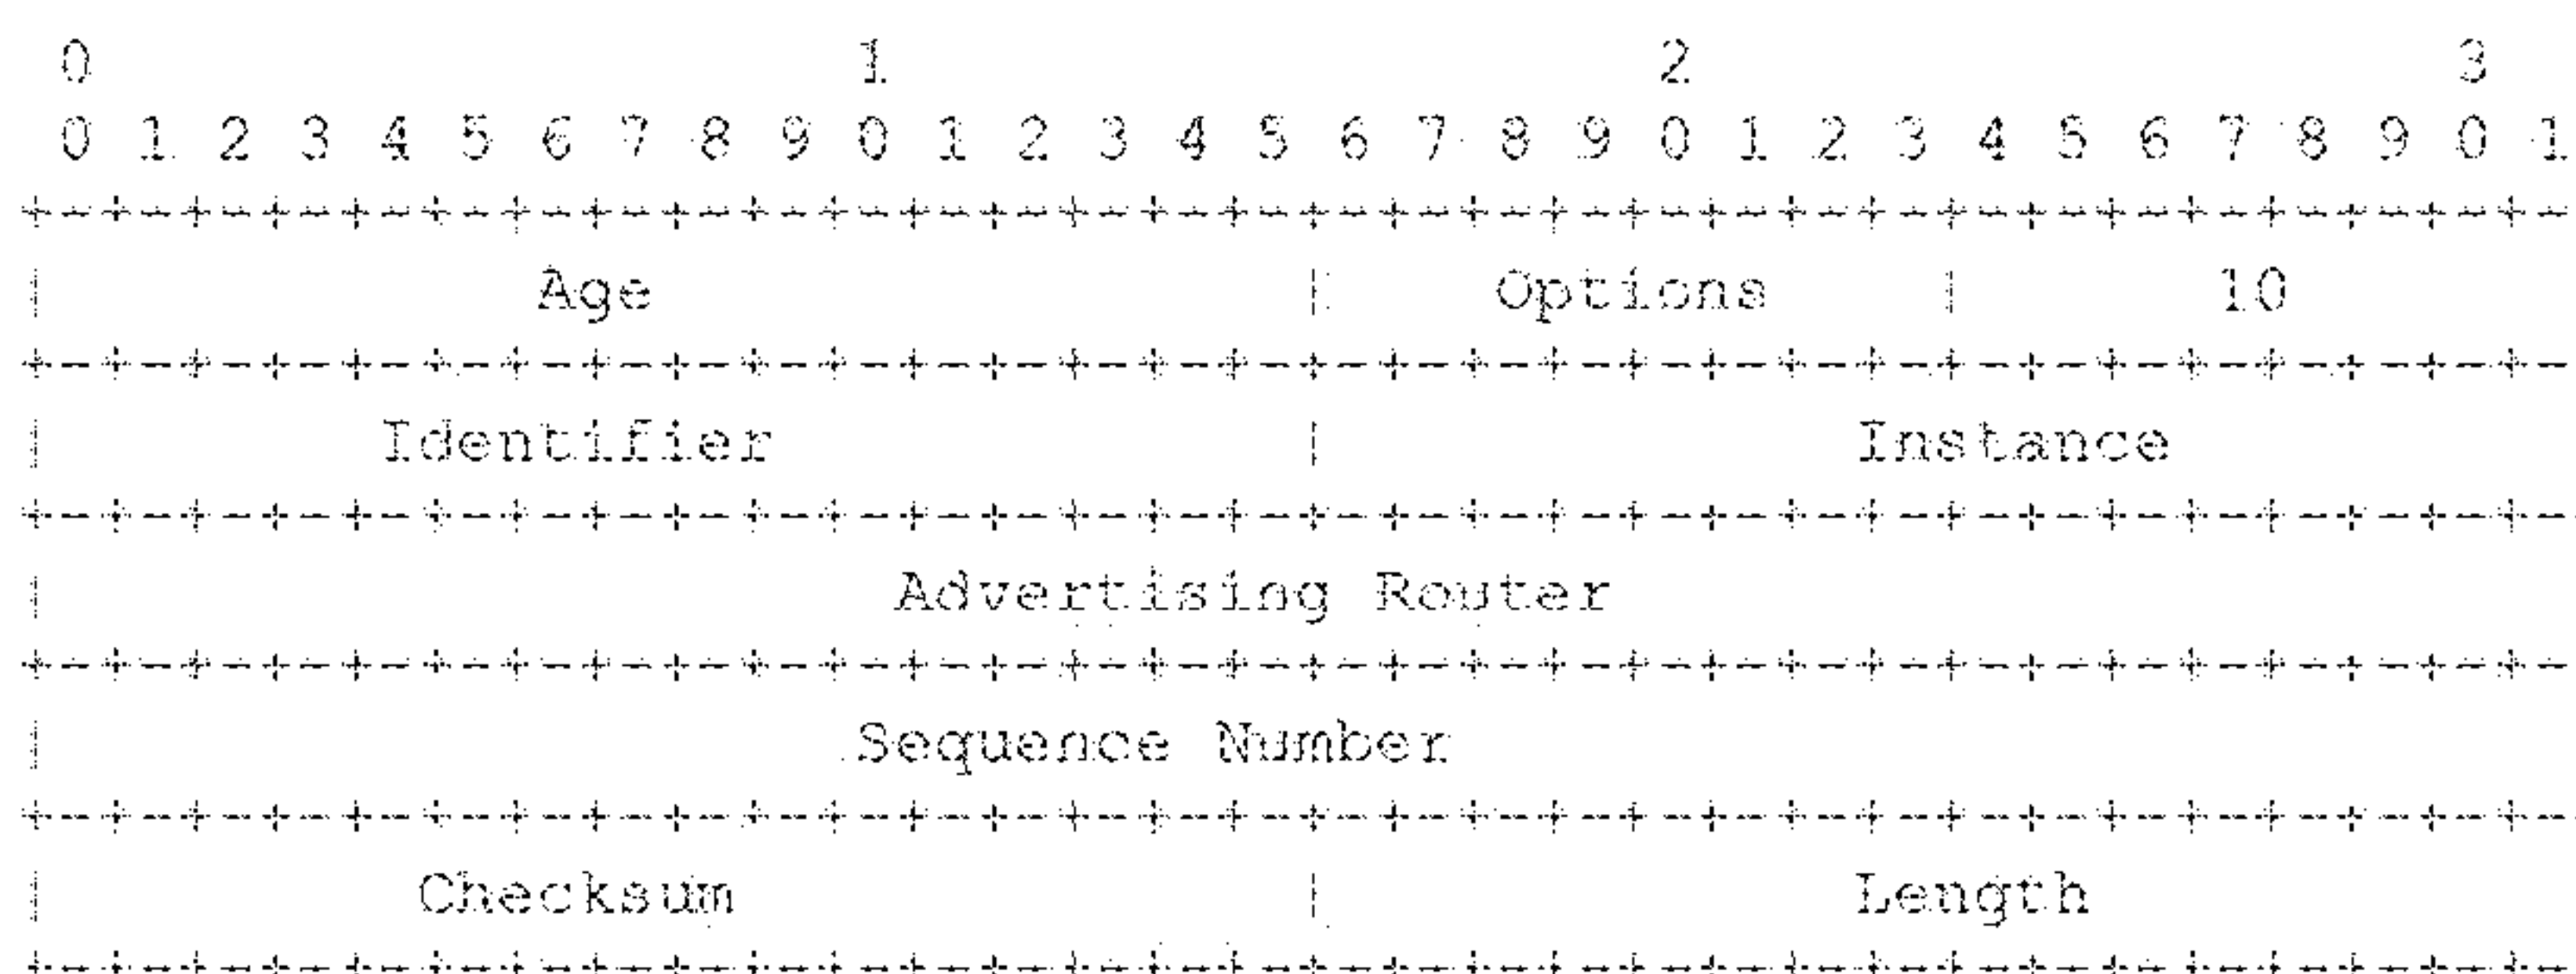 0 1 2 3
0 1 2 3 4 5 6 7 8 9 0 1 2 3 4 5 6 7 8 9 0 1 2 3 4 5 6 7 8 9 0 1
+-+-+-+-+-+-+-+-+-+-+-+-+-+-+-+-+-+-+-+-+-+-+-+-+-+-+-+-+-+-+-+-
| Age | Options | 10
+-+-+-+-+-+-+-+-+-+-+-+-+-+-+-+-+-+-+-+-+-+-+-+-+-+-+-+-+-+-+-+-
| Identifier | Instance
+-+-+-+-+-+-+-+-+-+-+-+-+-+-+-+-+-+-+-+-+-+-+-+-+-+-+-+-+-+-+-+-
| Advertising Router
+-+-+-+-+-+-+-+-+-+-+-+-+-+-+-+-+-+-+-+-+-+-+-+-+-+-+-+-+-+-+-+-
| Sequence Number
+-+-+-+-+-+-+-+-+-+-+-+-+-+-+-+-+-+-+-+-+-+-+-+-+-+-+-+-+-+-+-+-
| Checksum | Length
+-+-+-+-+-+-+-+-+-+-+-+-+-+-+-+-+-+-+-+-+-+-+-+-+-+-+-+-+-+-+-+-